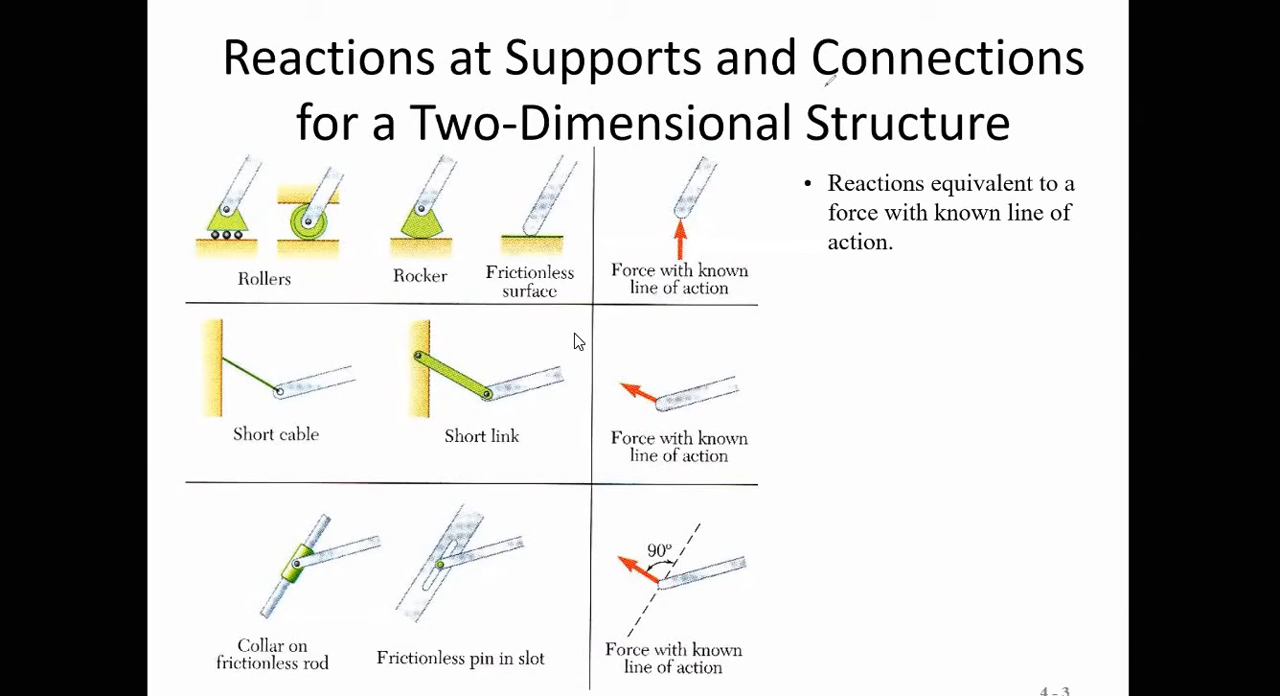 Reactions at Supports and Connections
for a Two-Dimensional Structure
Rollers
Rocker
Frictionless
surface
Force with known
line of action
• Reactions equivalent to a
force with known line of
action.
Short cable
Short link
Force with known
line of action
90°
Collar on
frictionless rod
Frictionless pin in slot
Force with known
line of action
4 - 3